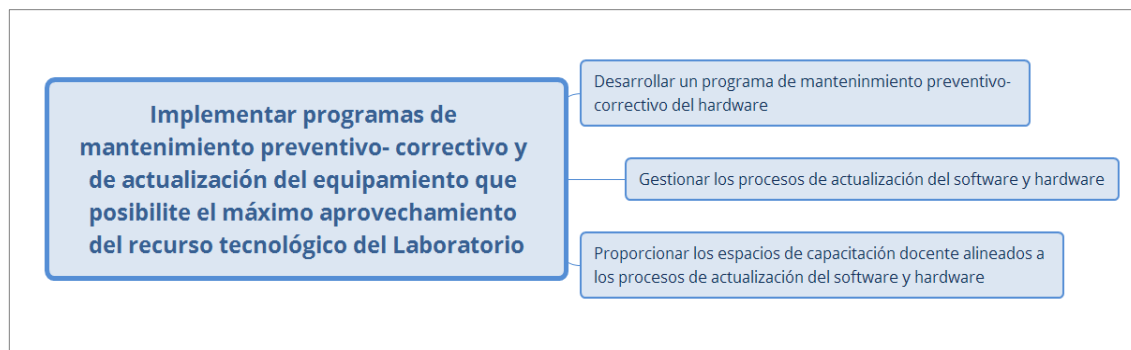 Implementar programas de
mantenimiento preventivo- correctivo y
de actualización del equipamiento que
posibilite el máximo aprovechamiento
del recurso tecnológico del Laboratorio
Desarrollar un programa de manteninmiento preventivo-
correctivo del hardware
Gestionar los procesos de actualización del software y hardware
Proporcionar los espacios de capacitación docente alineados a
los procesos de actualización del software y hardware